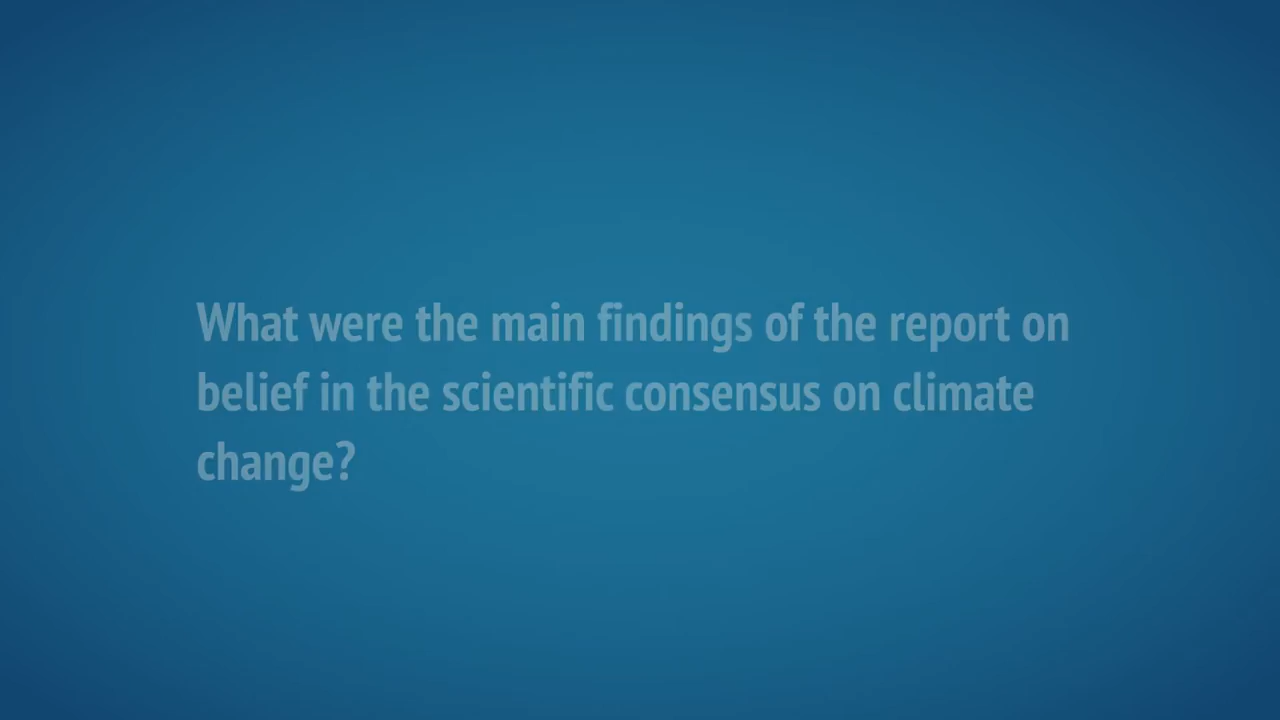 What were the main findings of the report on
belief in the scientific consensus on climate
change?